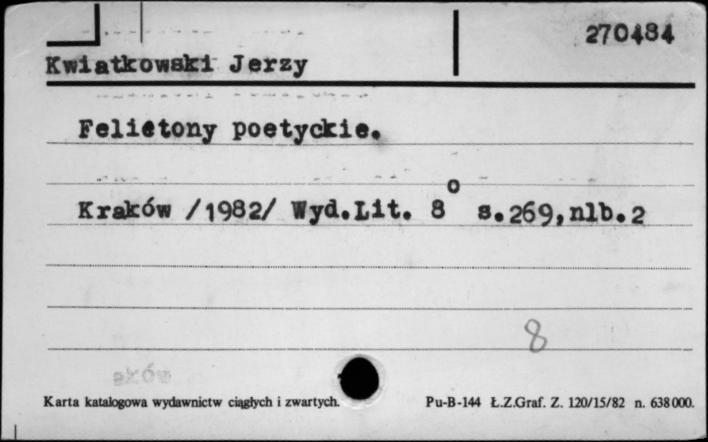 270484
Kwiatkowski Jerzy
Felietony poetyckie.
Kraków /1982/ Wyd.Lit. 8° s.269,nlb.2
8
Karta katalogowa wydawnictw ciągłych i zwartych. Pu-B-144 Ł.Z.Graf. Z. 120/15/82 n. 638000.